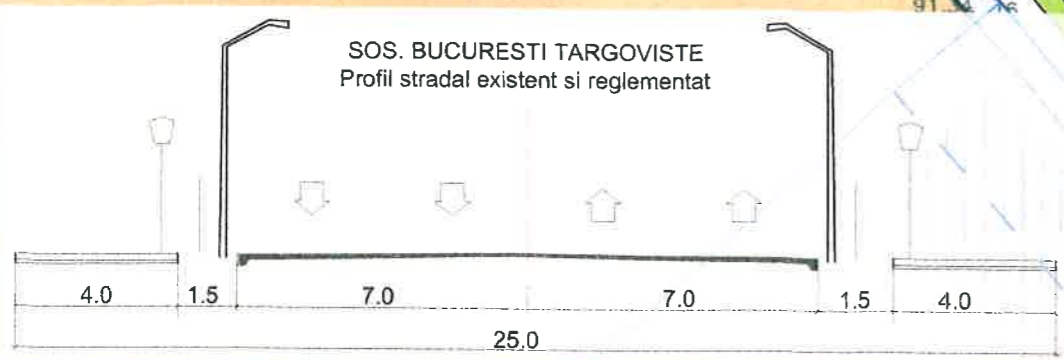 SOS. BUCURESTI TARGOVISTE
Profil stradal existent si reglementat
4.0 1.5 7.0 7.0 1.5 4.0
25.0